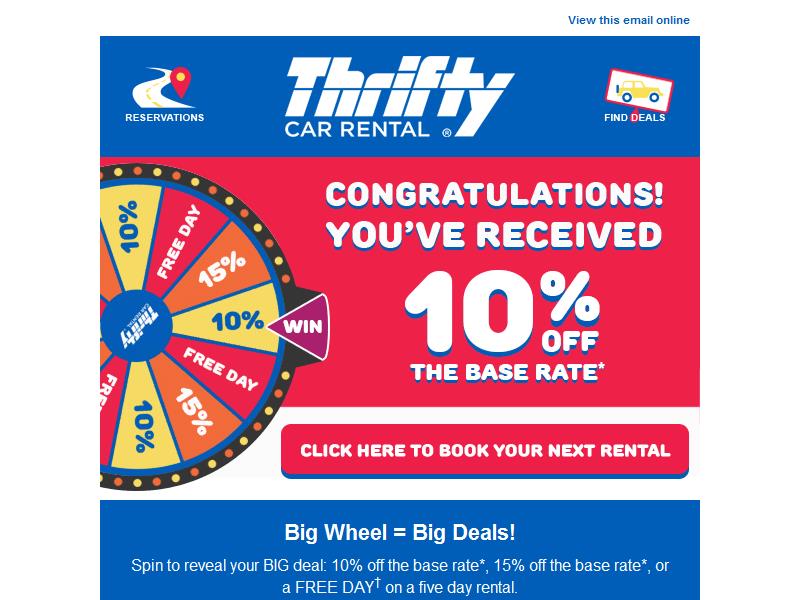 View this email online
Thrifty
CAR RENTAL ®
RESERVATIONS
FIND DEALS
10%
FREE DAY
15%
10%
FREE DAY
15%
10%
FRE
Thrifty
CAR RENTAL
WIN
CONGRATULATIONS!
YOU'VE RECEIVED
10%
OFF
THE BASE RATE*
CLICK HERE TO BOOK YOUR NEXT RENTAL
Big Wheel = Big Deals!
Spin to reveal your BIG deal: 10% off the base rate*, 15% off the base rate*, or
a FREE DAY† on a five day rental.